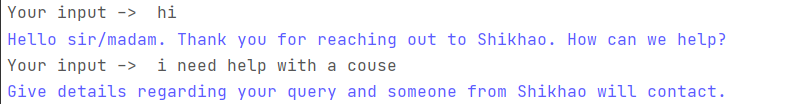 Your input ->  hi
Hello sir/madam. Thank you for reaching out to Shikhao. How can we help?
Your input ->  i need help with a couse
Give details regarding your query and someone from Shikhao will contact.